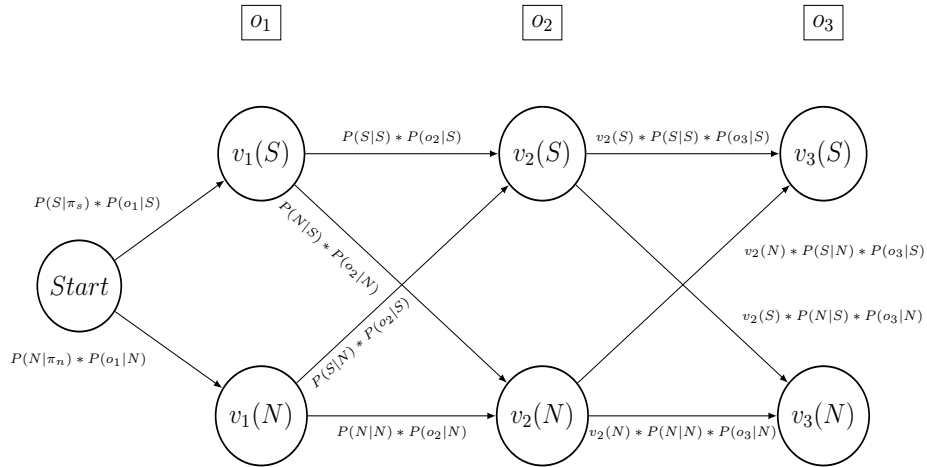 o₁ o₂ o₃
P(S|S) ∗ P(o₂|S) v₂(S) ∗ P(S|S) ∗ P(o₃|S)
v₁(S) v₂(S) v₃(S)
P(S|πₛ) ∗ P(o₁|S)
P(N|S) ∗ P(o₂|N)
v₂(N) ∗ P(S|N) ∗ P(o₃|S)
Start
P(S|N) ∗ P(o₂|S)
v₂(S) ∗ P(N|S) ∗ P(o₃|N)
P(N|πₙ) ∗ P(o₁|N)
v₁(N) v₂(N) v₃(N)
P(N|N) ∗ P(o₂|N) v₂(N) ∗ P(N|N) ∗ P(o₃|N)